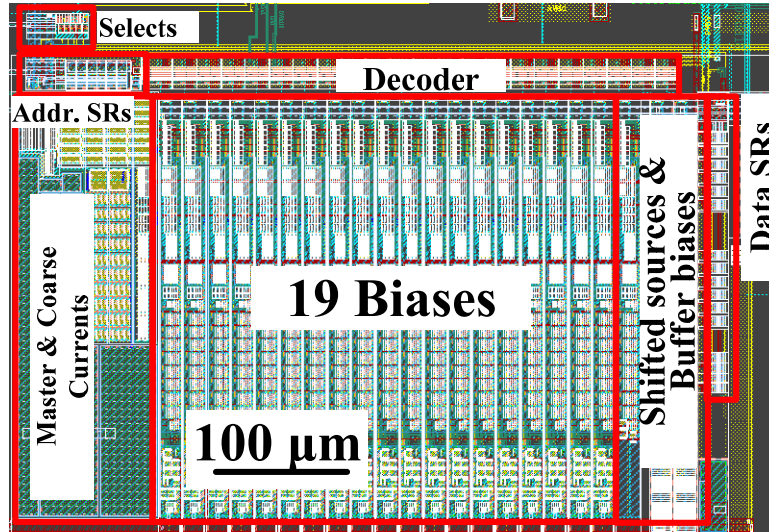 Selects
Decoder
Addr. SRs
Data SRs
Master & Coarse
Currents
19 Biases
Shifted sources &
Buffer biases
100 µm